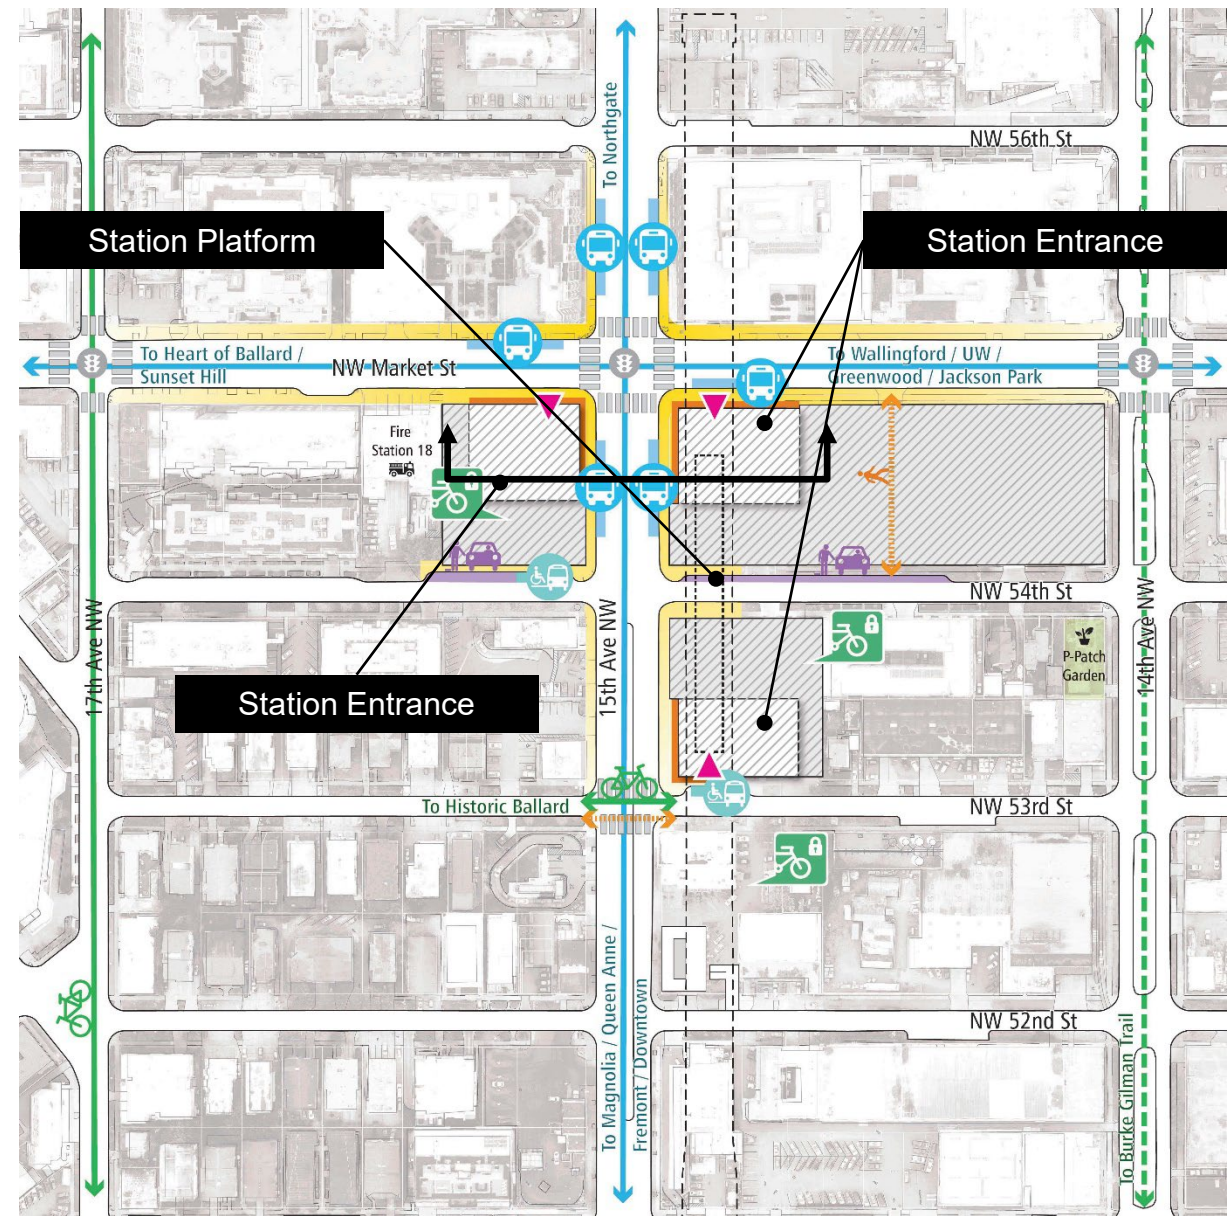 To Northgate
NW 56th St
Station Platform
Station Entrance
To Heart of Ballard /
Sunset Hill
NW Market St
To Wallingford / UW /
Greenwood / Jackson Park
Fire
Station 18
NW 54th St
P-Patch
Garden
17th Ave NW
15th Ave NW
14th Ave NW
Station Entrance
To Historic Ballard
NW 53rd St
To Magnolia / Queen Anne /
Fremont / Downtown
NW 52nd St
To Burke Gilman Trail